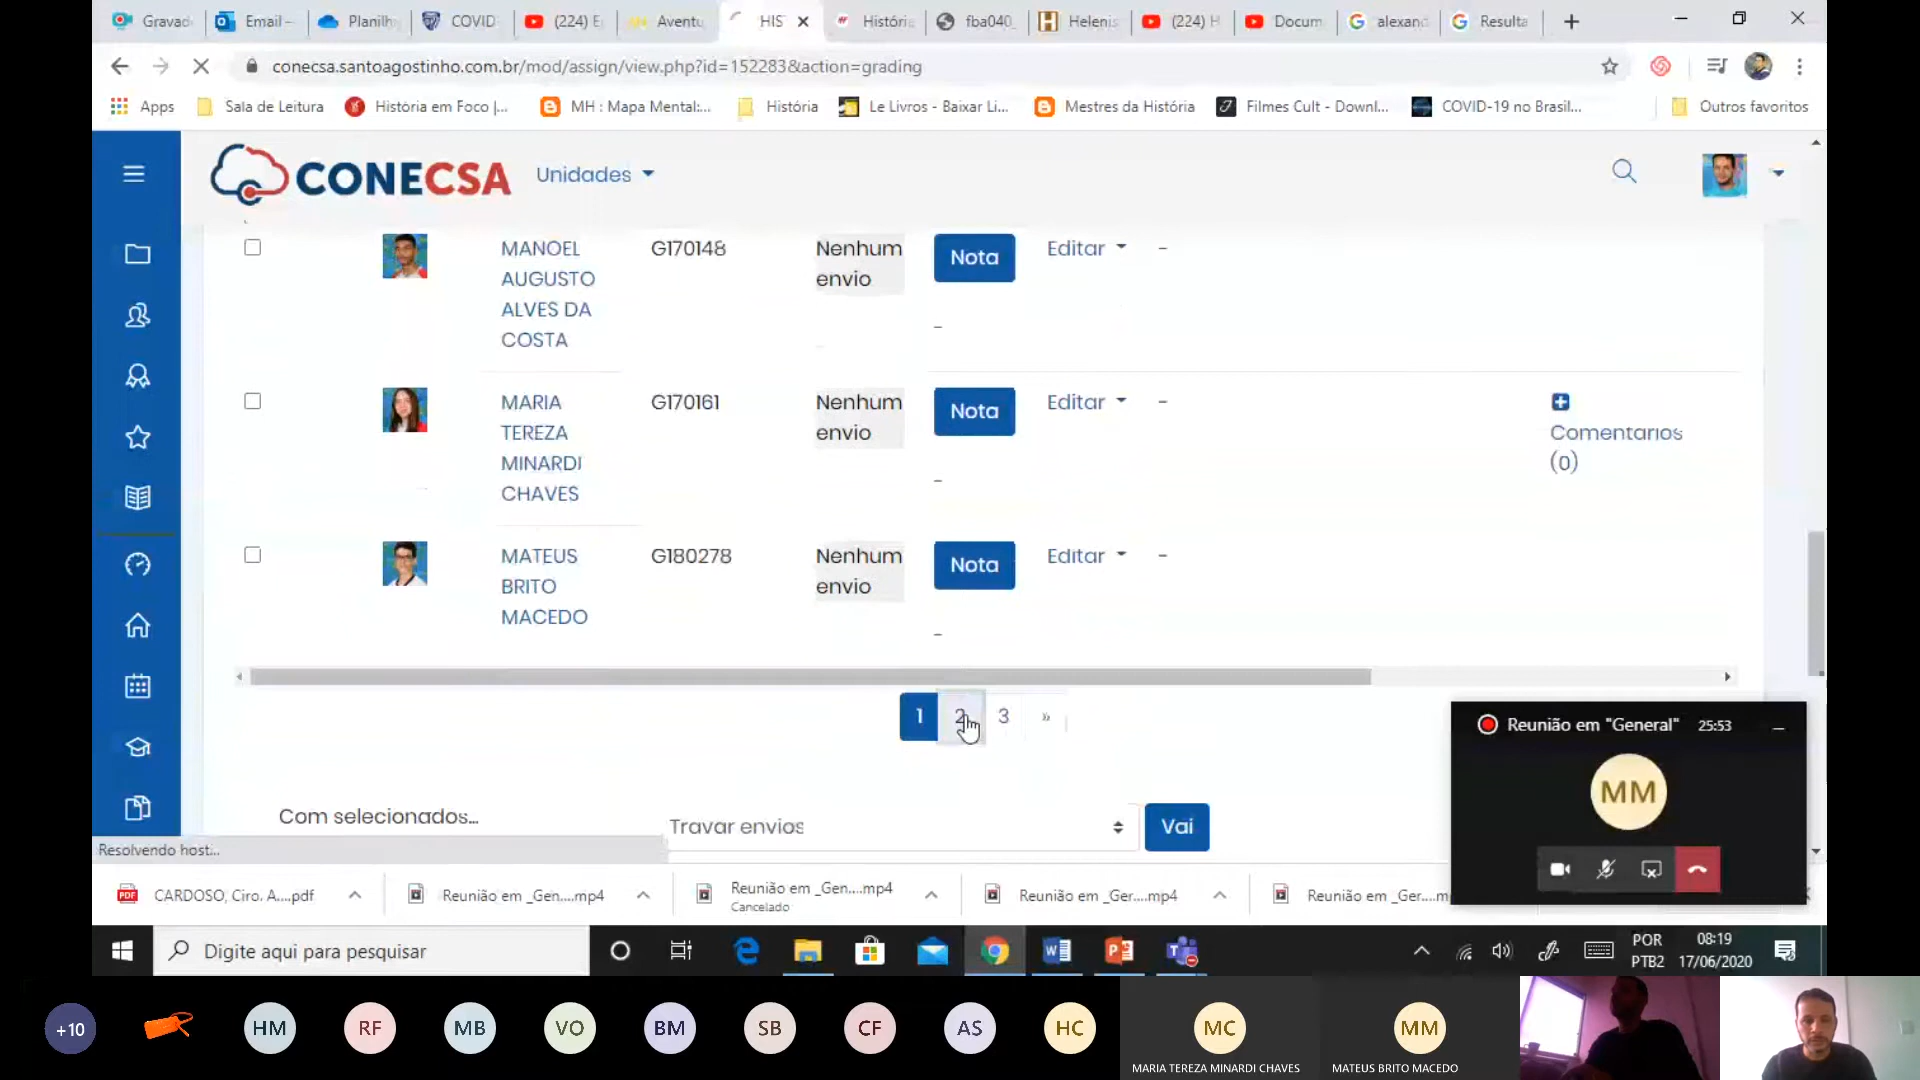 Gravad
Email -
Planilh
COVID
(224) E
Aventu
HIS
Históri
fba040_
Helenis
(224) H
Docum
alexand
Resulta
conecsa.santoagostinho.com.br/mod/assign/view.php?id=152283&action=grading
Apps
Sala de Leitura
História em Foco |...
MH : Mapa Mental:...
História
Le Livros - Baixar Li...
Mestres da História
Filmes Cult - Downl...
COVID-19 no Brasil...
Outros favoritos
CONECSA
Unidades
MANOEL
AUGUSTO
ALVES DA
COSTA
G170148
Nenhum
envio
Nota
Editar
-
-
MARIA
TEREZA
MINARDI
CHAVES
G170161
Nenhum
envio
Nota
Editar
-
-
Comentários
(0)
MATEUS
BRITO
MACEDO
G180278
Nenhum
envio
Nota
Editar
-
-
1
2
3
»
Com selecionados...
Travar envios
Vai
Resolvendo host...
Reunião em "General"
25:53
MM
CARDOSO, Ciro. A....pdf
Reunião em _Gen....mp4
Reunião em _Gen....mp4
Cancelado
Reunião em _Ger....mp4
Reunião em _Ger....m
Digite aqui para pesquisar
POR
PTB2
08:19
17/06/2020
+10
HM
RF
MB
VO
BM
SB
CF
AS
HC
MC
MARIA TEREZA MINARDI CHAVES
MM
MATEUS BRITO MACEDO